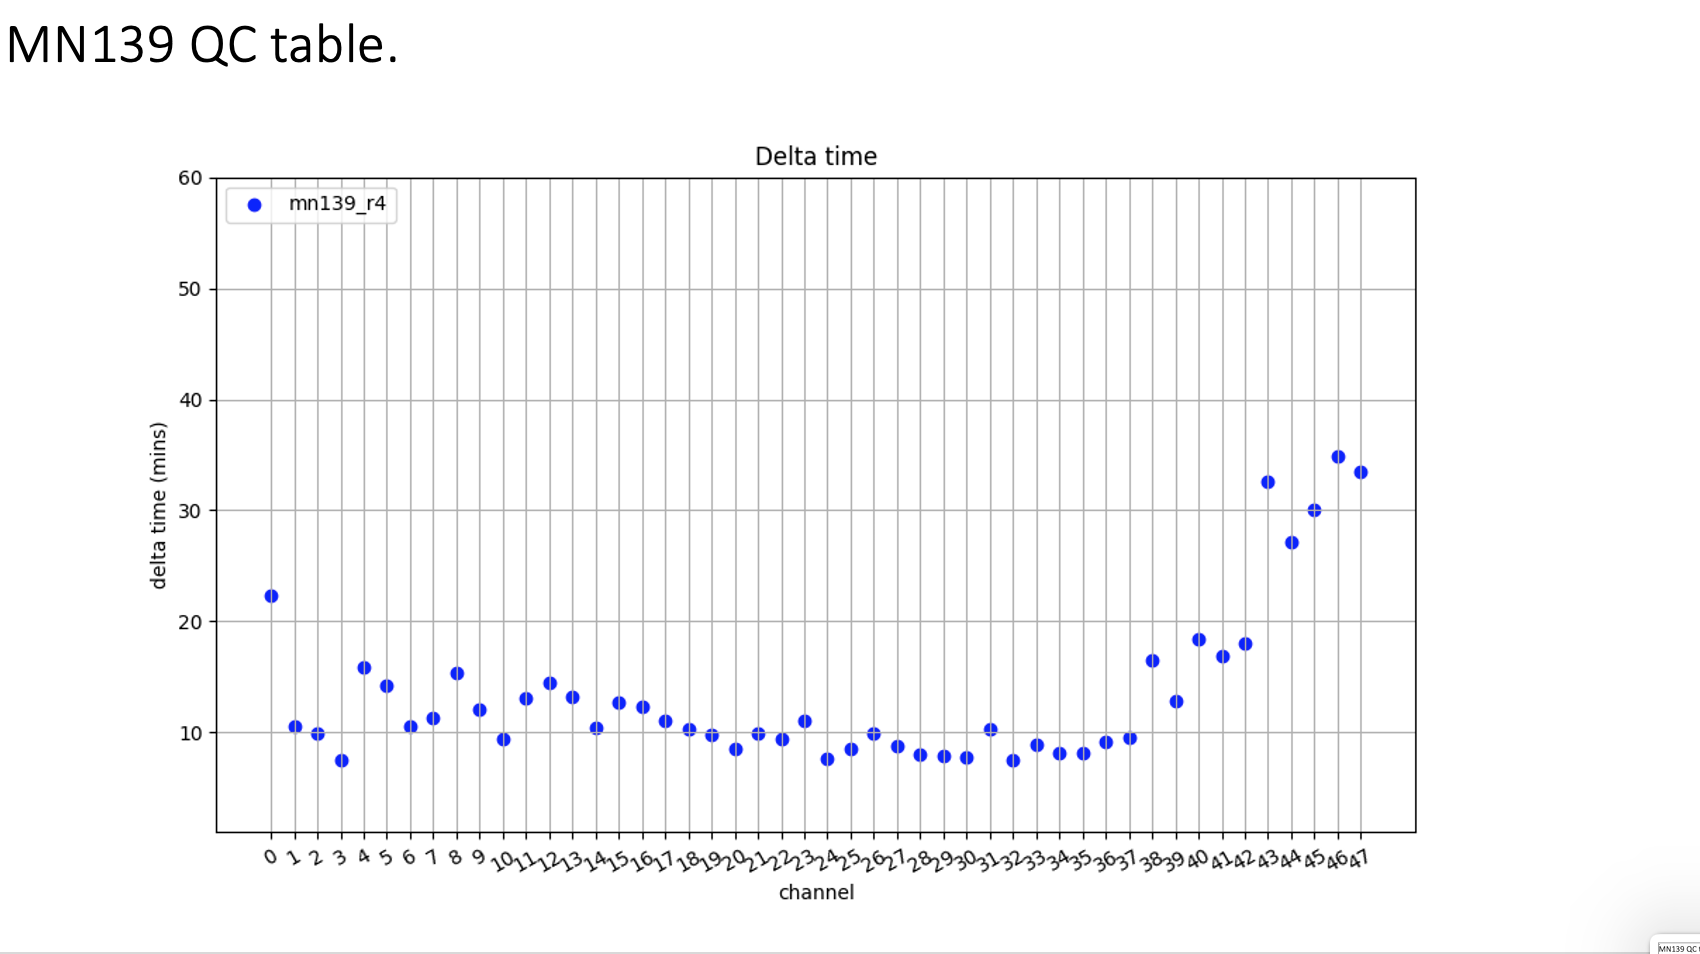 MN139 QC table.
Delta time
mn139_r4
60
50
40
30
20
10
delta time (mins)
0 1 2 3 4 5 6 7 8 9 10 11 12 13 14 15 16 17 18 19 20 21 22 23 24 25 26 27 28 29 30 31 32 33 34 35 36 37 38 39 40 41 42 43 44 45 46 47
channel
MN139 QC